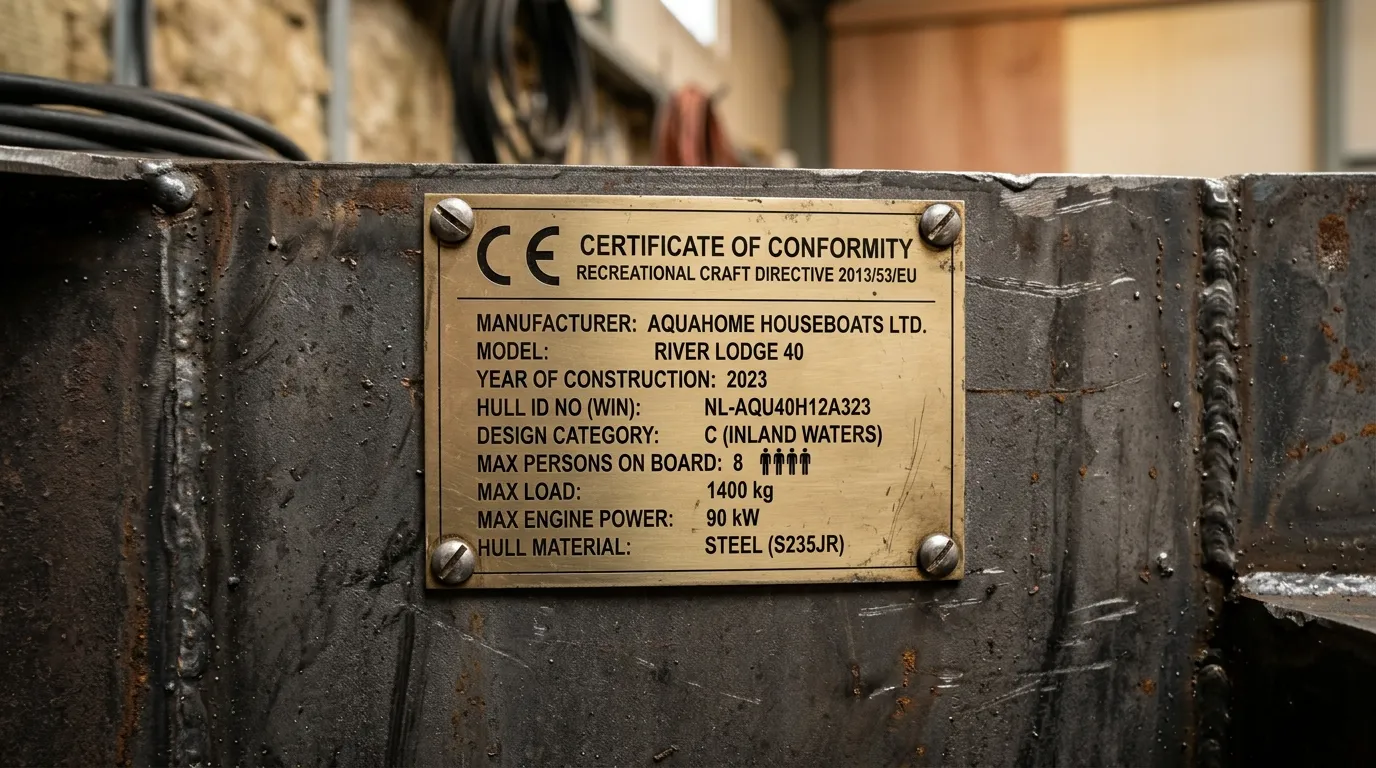 CE CERTIFICATE OF CONFORMITY
RECREATIONAL CRAFT DIRECTIVE 2013/53/EU
MANUFACTURER: AQUAHOME HOUSEBOATS LTD.
MODEL: RIVER LODGE 40
YEAR OF CONSTRUCTION: 2023
HULL ID NO (WIN): NL-AQU40H12A323
DESIGN CATEGORY: C (INLAND WATERS)
MAX PERSONS ON BOARD: 8
MAX LOAD: 1400 kg
MAX ENGINE POWER: 90 kW
HULL MATERIAL: STEEL (S235JR)